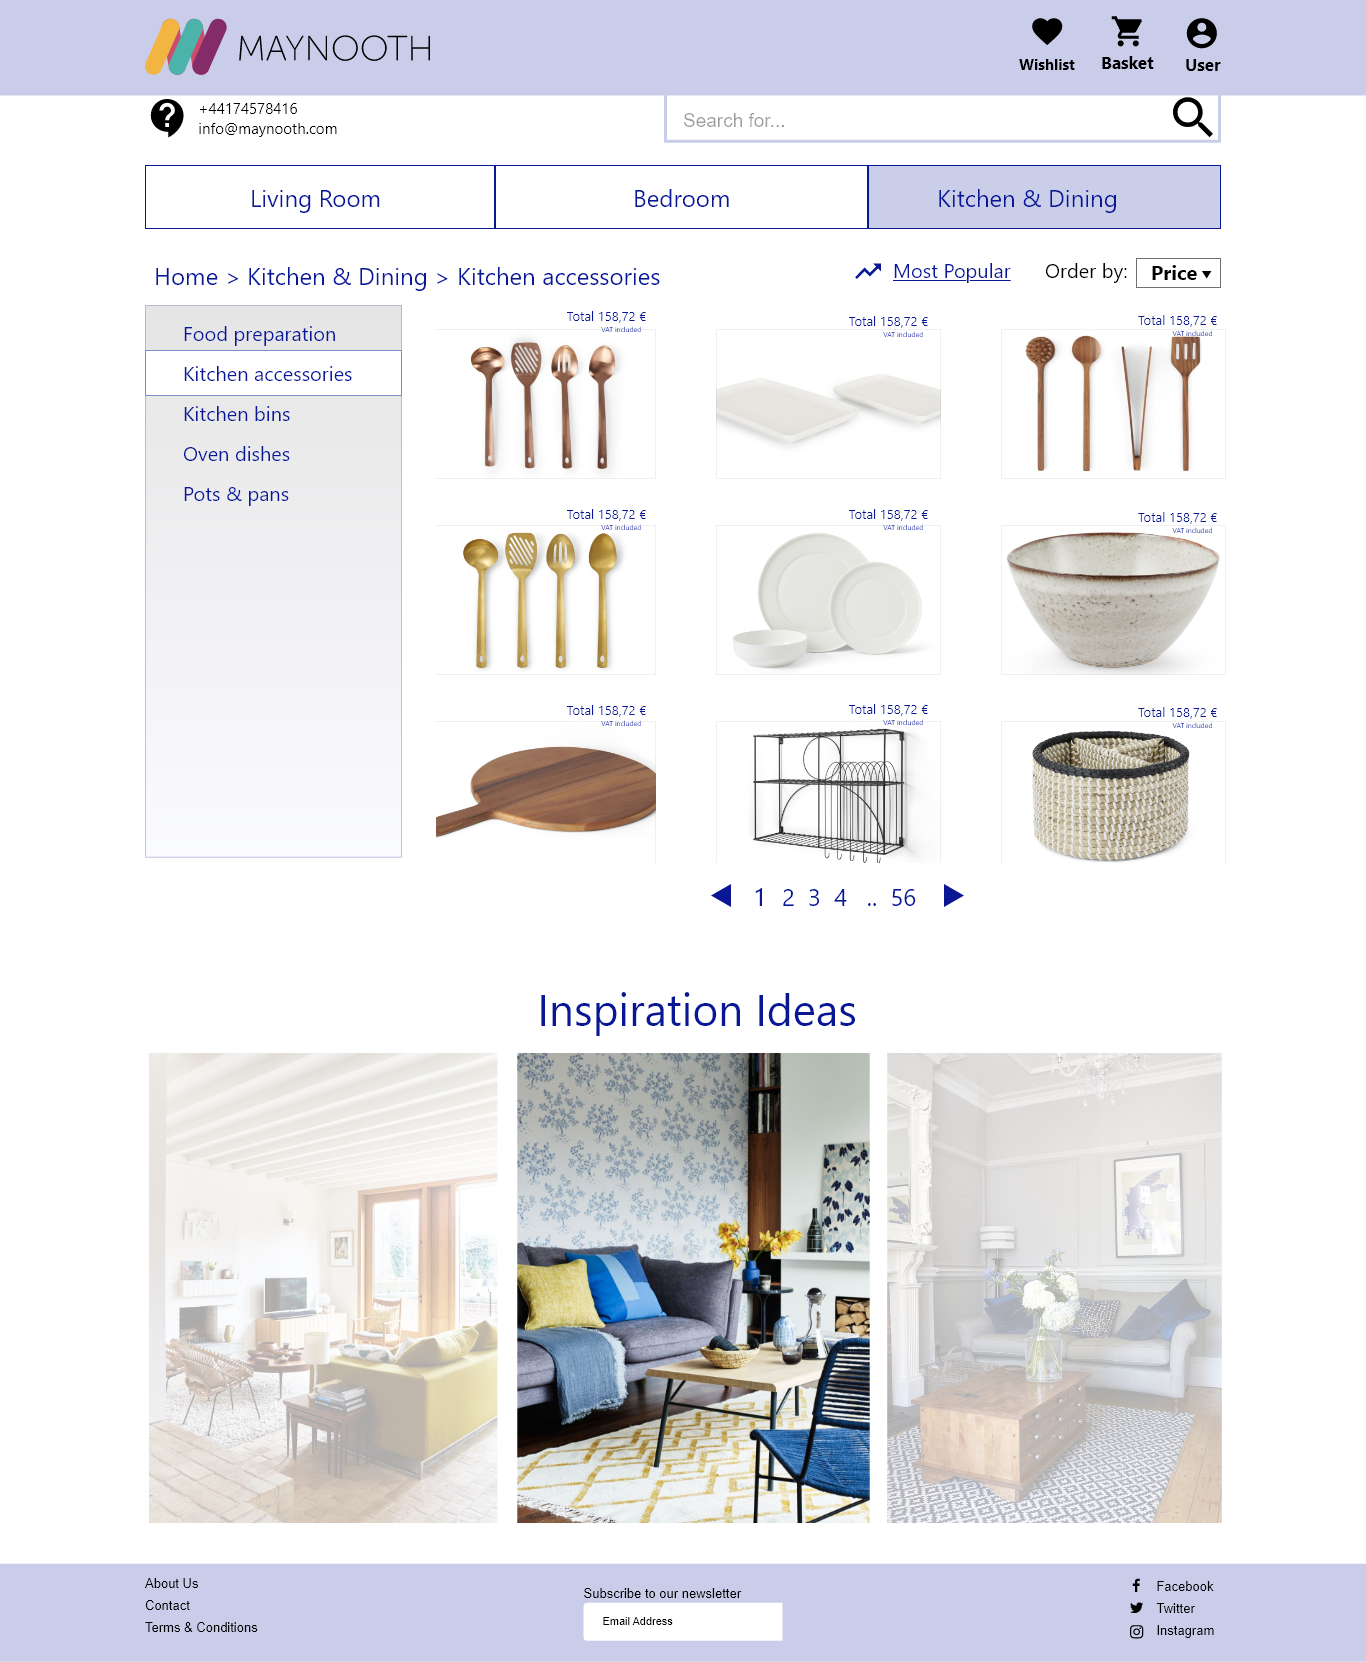 MAYNOOTH
Wishlist
Basket
User
+44174578416
info@maynooth.com
Search for...
Living Room
Bedroom
Kitchen & Dining
Home > Kitchen & Dining > Kitchen accessories
Most Popular
Order by:
Price
Food preparation
Kitchen accessories
Kitchen bins
Oven dishes
Pots & pans
Total 158,72 €
VAT included
Total 158,72 €
VAT included
Total 158,72 €
VAT included
Total 158,72 €
VAT included
Total 158,72 €
VAT included
Total 158,72 €
VAT included
Total 158,72 €
VAT included
Total 158,72 €
VAT included
Total 158,72 €
VAT included
1 2 3 4 .. 56
Inspiration Ideas
About Us
Contact
Terms & Conditions
Subscribe to our newsletter
Email Address
Facebook
Twitter
Instagram